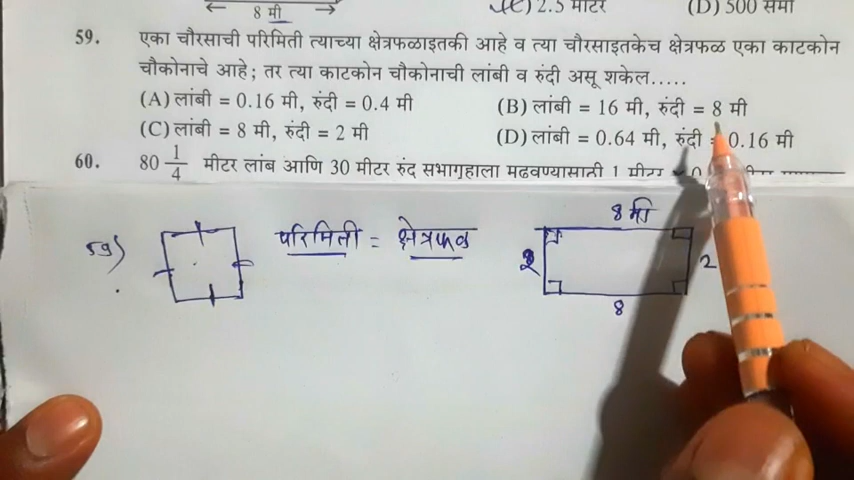 8 मी
2.5 मीटर (D) 500 सेमी
59. एका चौरसाची परिमिती त्याच्या क्षेत्रफळाइतकी आहे व त्या चौरसाइतकेच क्षेत्रफळ एका काटकोन
चौकोनाचे आहे; तर त्या काटकोन चौकोनाची लांबी व रुंदी असू शकेल.....
(A) लांबी = 0.16 मी, रुंदी = 0.4 मी (B) लांबी = 16 मी, रुंदी = 8 मी
(C) लांबी = 8 मी, रुंदी = 2 मी (D) लांबी = 0.64 मी, रुंदी = 0.16 मी
60. 80 1/4 मीटर लांब आणि 30 मीटर रुंद सभागृहाला मढवण्यासाठी 1 मीटर
59) परिमिती = क्षेत्रफळ
8 मी
2 2
8